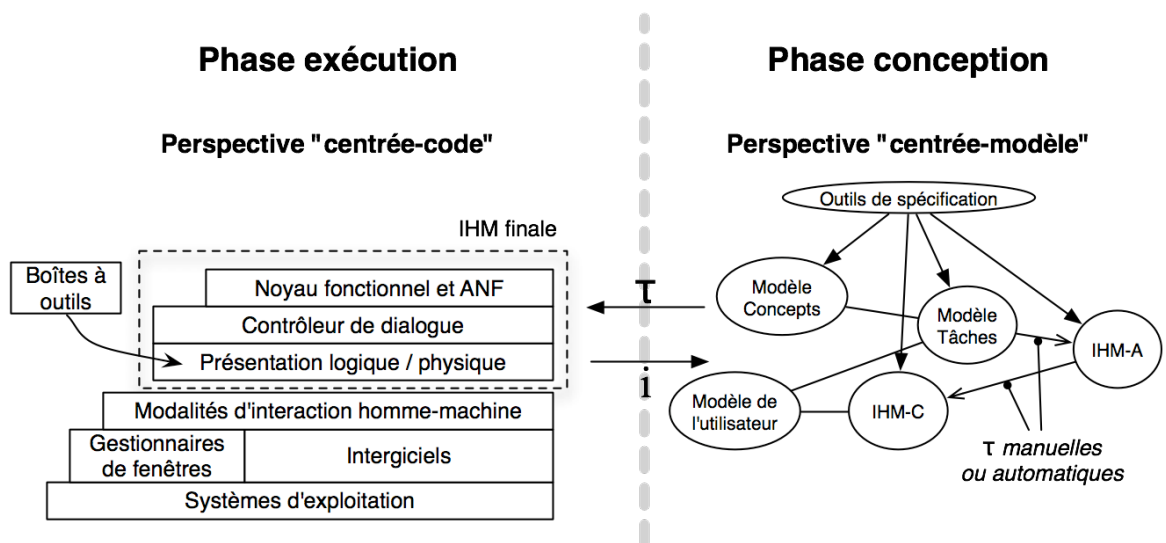 Phase exécution
Perspective "centrée-code"
IHM finale
Boîtes à
outils
Noyau fonctionnel et ANF
Contrôleur de dialogue
Présentation logique / physique
Modalités d'interaction homme-machine
Gestionnaires
de fenêtres
Intergiciels
Systèmes d'exploitation
τ
i
Phase conception
Perspective "centrée-modèle"
Outils de spécification
Modèle
Concepts
Modèle
Tâches
IHM-A
Modèle de
l'utilisateur
IHM-C
τ manuelles
ou automatiques